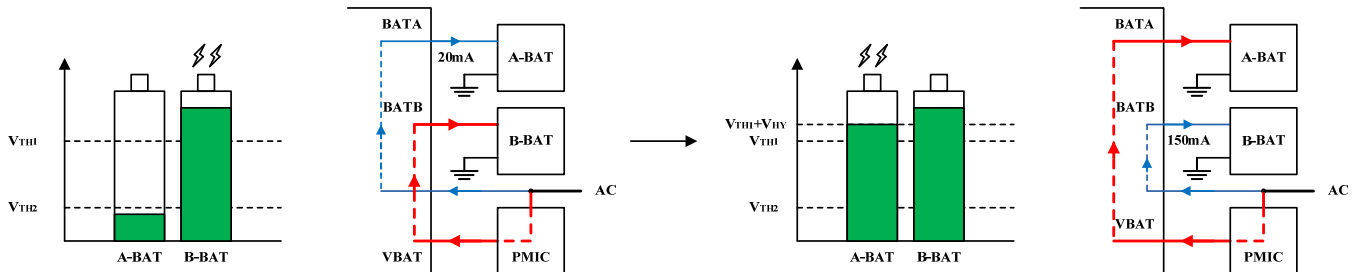 VTH1
VTH2
A-BAT
B-BAT
BATA
20mA
A-BAT
BATB
B-BAT
AC
VBAT
PMIC
VTH1+VHY
VTH1
VTH2
A-BAT
B-BAT
BATA
A-BAT
BATB
150mA
B-BAT
AC
VBAT
PMIC